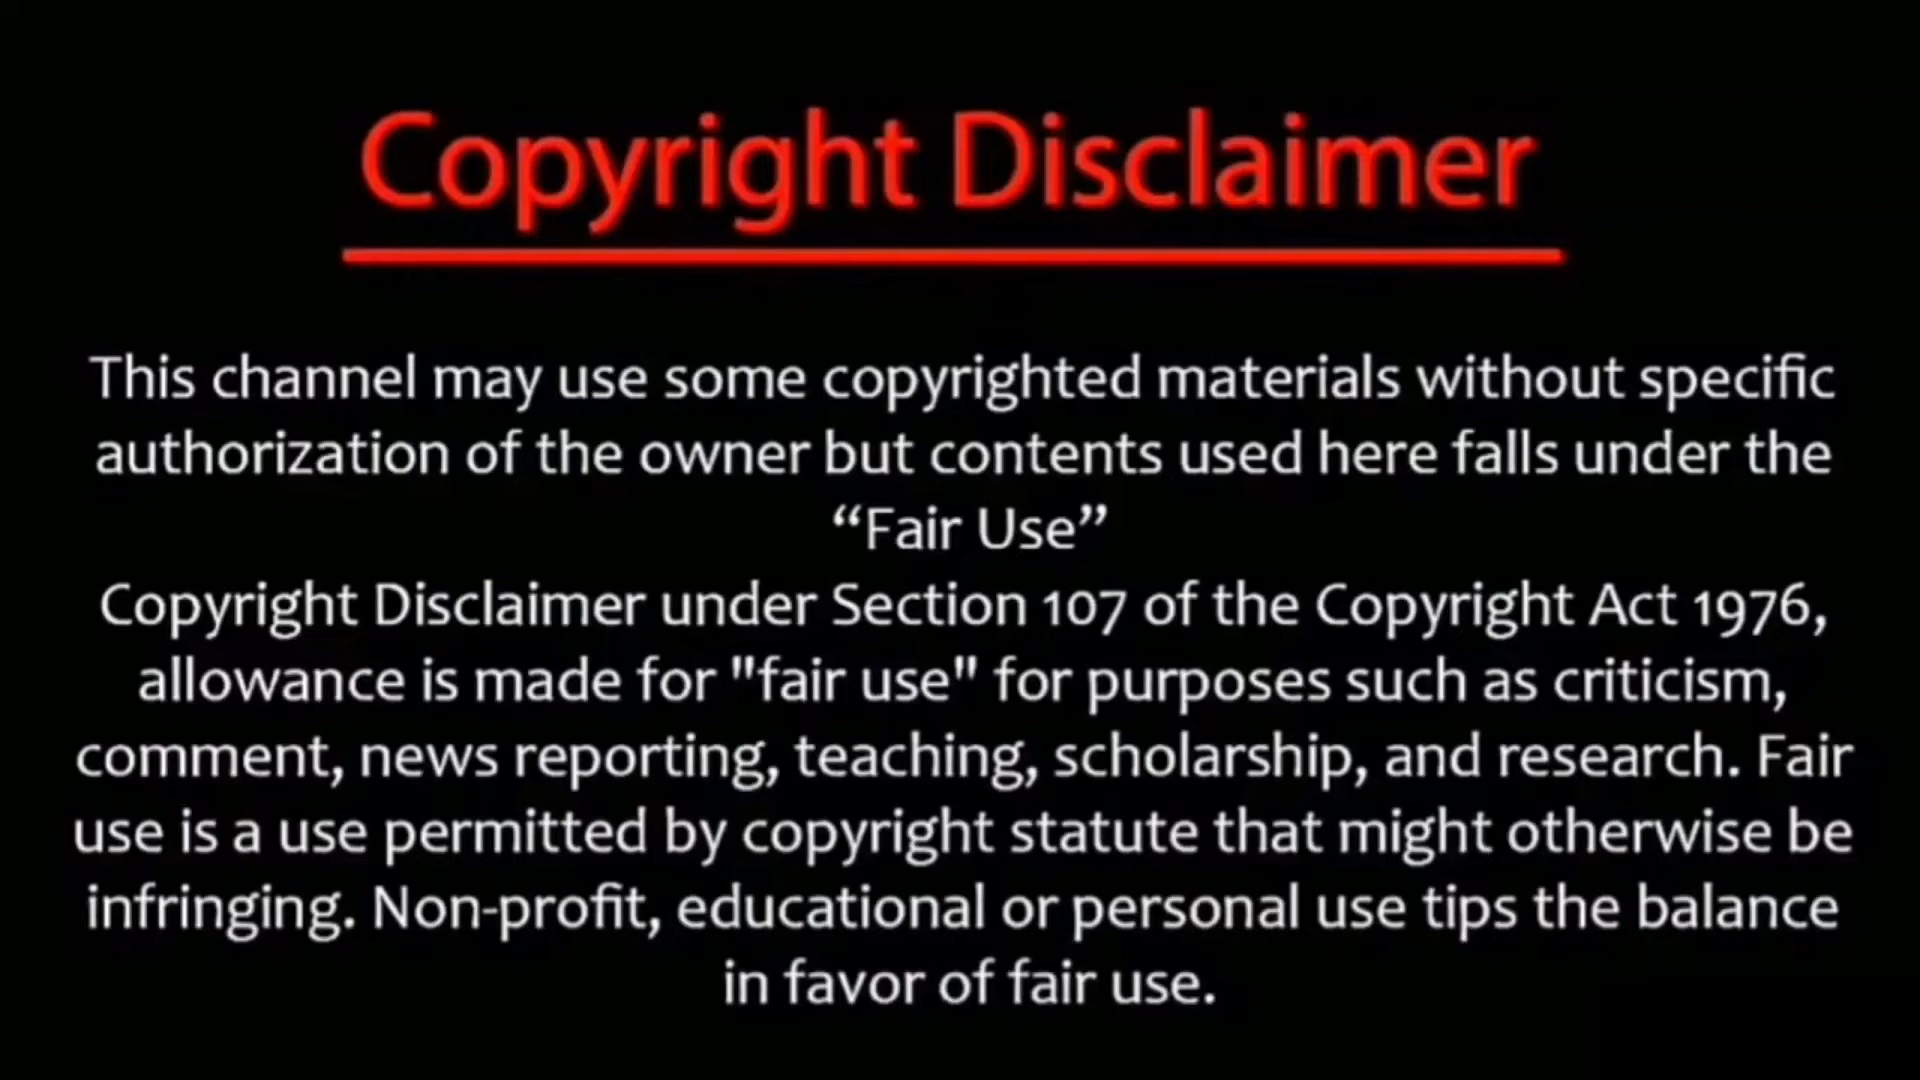 Copyright Disclaimer
This channel may use some copyrighted materials without specific
authorization of the owner but contents used here falls under the
“Fair Use”
Copyright Disclaimer under Section 107 of the Copyright Act 1976,
allowance is made for "fair use" for purposes such as criticism,
comment, news reporting, teaching, scholarship, and research. Fair
use is a use permitted by copyright statute that might otherwise be
infringing. Non-profit, educational or personal use tips the balance
in favor of fair use.